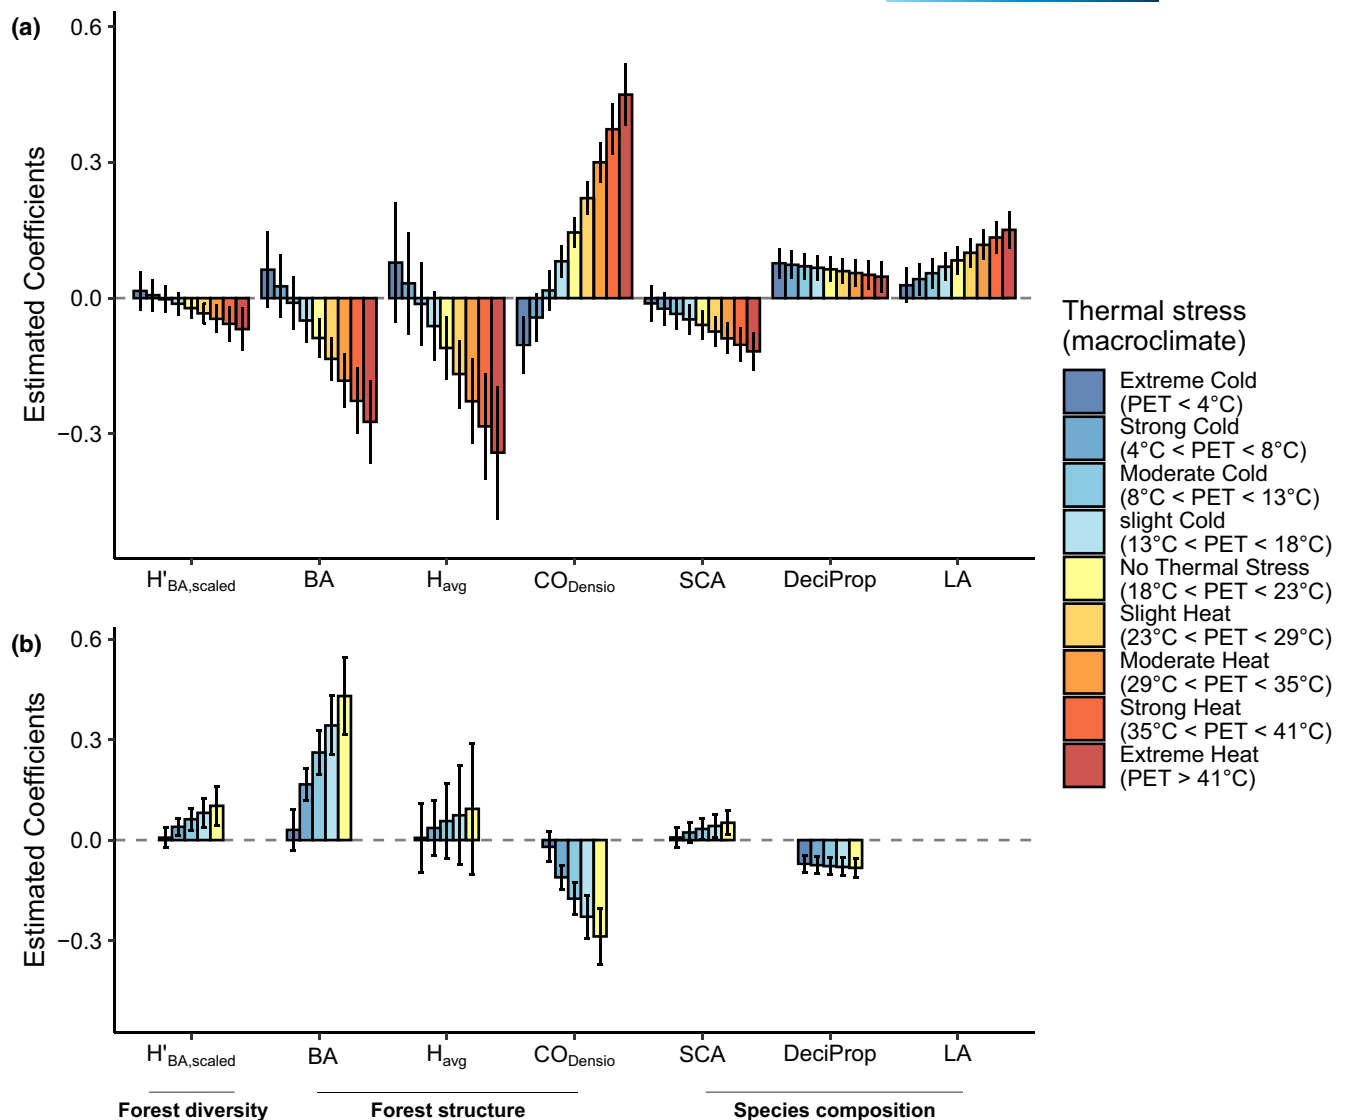 (a)
0.6
0.3
0.0
−0.3
Estimated Coefficients
H'BA,scaled
BA
Havg
CODensio
SCA
DeciProp
LA
Thermal stress
(macroclimate)
Extreme Cold
(PET < 4°C)
Strong Cold
(4°C < PET < 8°C)
Moderate Cold
(8°C < PET < 13°C)
slight Cold
(13°C < PET < 18°C)
No Thermal Stress
(18°C < PET < 23°C)
Slight Heat
(23°C < PET < 29°C)
Moderate Heat
(29°C < PET < 35°C)
Strong Heat
(35°C < PET < 41°C)
Extreme Heat
(PET > 41°C)
(b)
0.6
0.3
0.0
−0.3
Estimated Coefficients
H'BA,scaled
BA
Havg
CODensio
SCA
DeciProp
LA
Forest diversity
Forest structure
Species composition